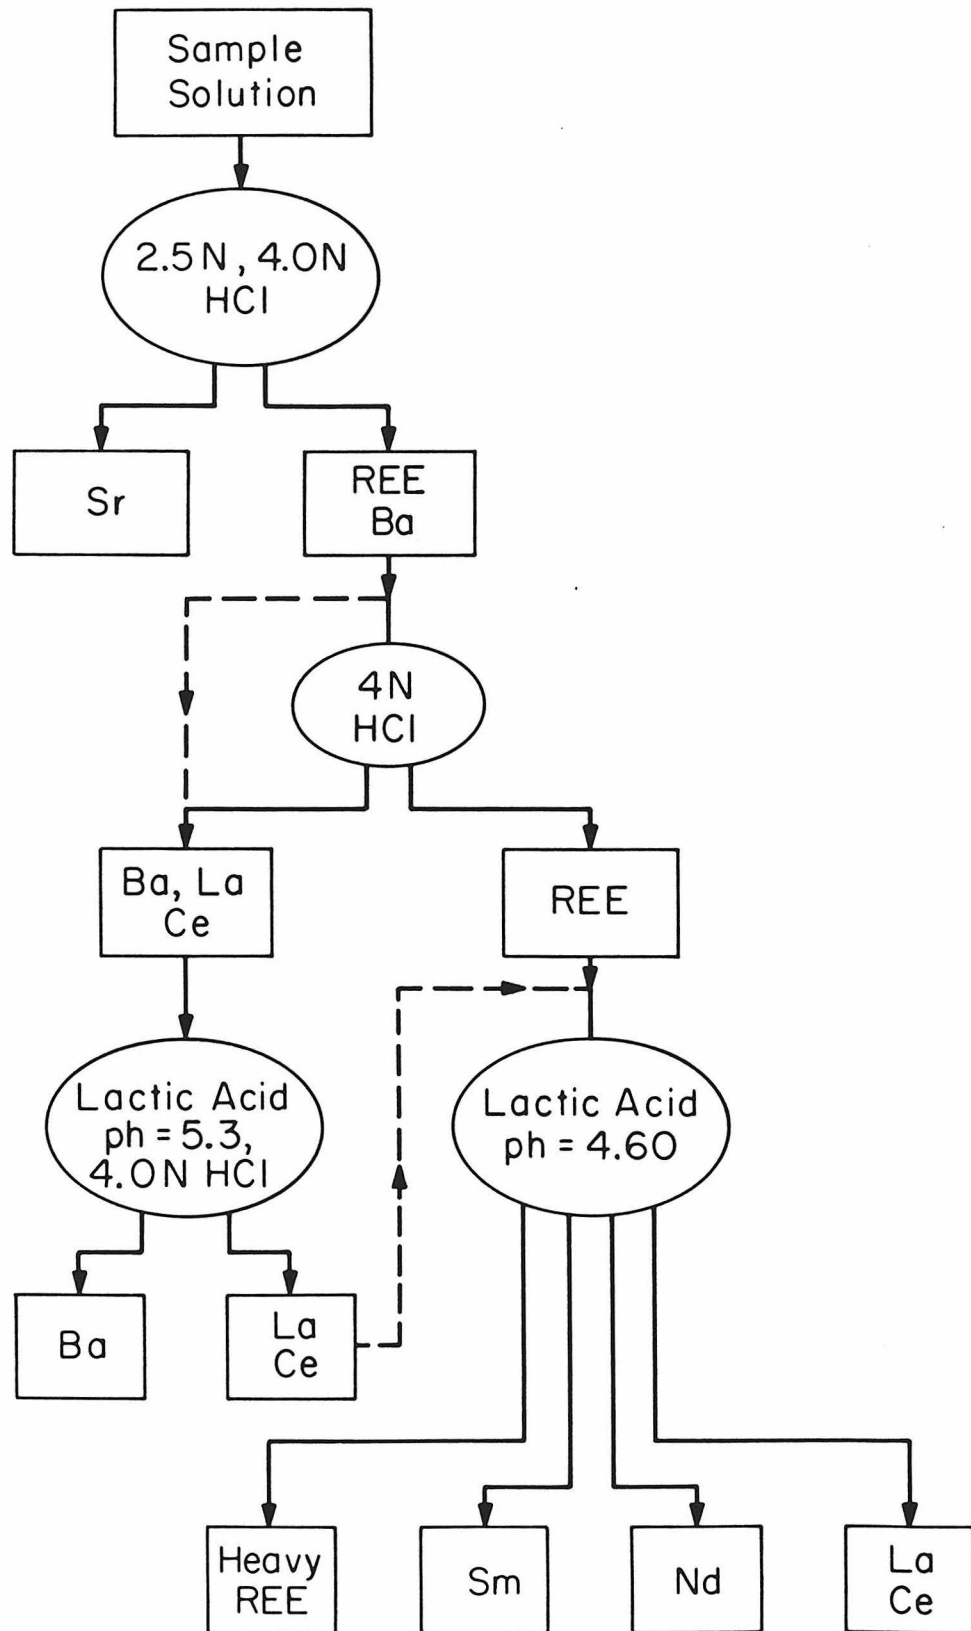 Sample
Solution
2.5N, 4.0N
HCl
Sr
REE
Ba
4N
HCl
Ba, La
Ce
REE
Lactic Acid
ph = 5.3,
4.0N HCl
Lactic Acid
ph = 4.60
Ba
La
Ce
Heavy
REE
Sm
Nd
La
Ce